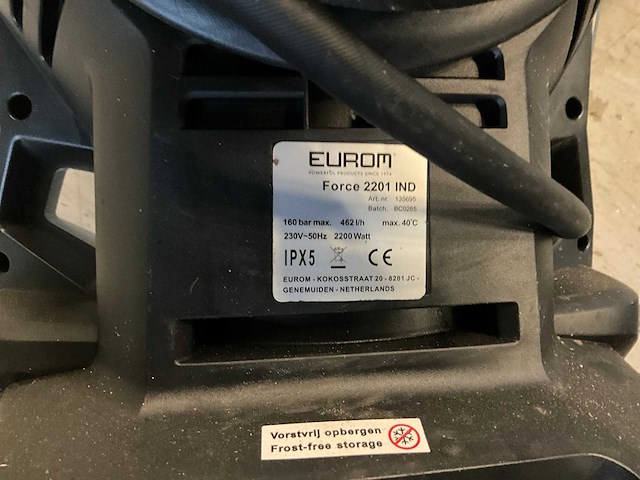 EUROM
POWERFUL PRODUCTS SINCE 1974
Force 2201 IND
Art. nr. 135695
Batch. BC0265
160 bar max. 462 l/h max. 40°C
230V~50Hz 2200 Watt
IPX5 CE
EUROM - KOKOSSTRAAT 20 - 8281 JC -
GENEMUIDEN - NETHERLANDS
Vorstvrij opbergen
Frost-free storage